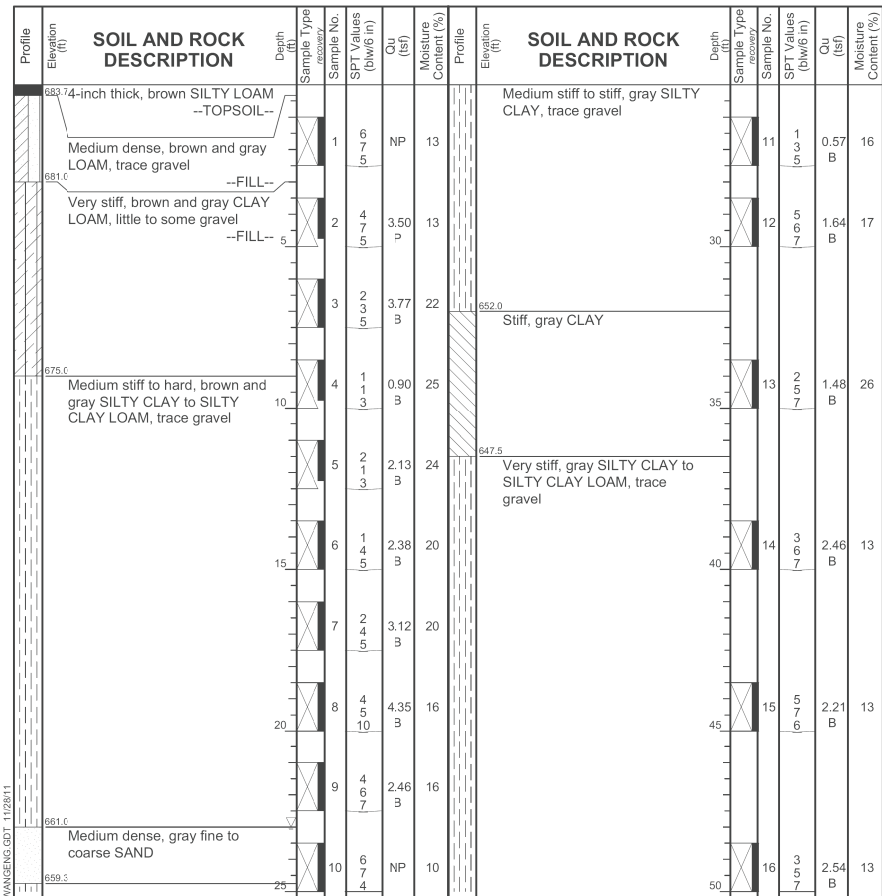 Profile
Elevation
(ft)
SOIL AND ROCK
DESCRIPTION
Depth
(ft)
Sample Type
recovery
Sample No.
SPT Values
(blw/6 in)
Qu
(tsf)
Moisture
Content (%)
683.7
4-inch thick, brown SILTY LOAM
--TOPSOIL--
Medium dense, brown and gray
LOAM, trace gravel
1
6
7
5
NP
13
--FILL--
681.0
Very stiff, brown and gray CLAY
LOAM, little to some gravel
--FILL--
5
2
4
7
5
3.50
P
13
3
2
3
5
3.77
B
22
675.0
Medium stiff to hard, brown and
gray SILTY CLAY to SILTY
CLAY LOAM, trace gravel
10
4
1
1
3
0.90
B
25
5
2
1
3
2.13
B
24
15
6
1
4
5
2.38
B
20
7
2
4
5
3.12
B
20
20
8
4
5
10
4.35
B
16
9
4
6
7
2.46
B
16
661.0
Medium dense, gray fine to
coarse SAND
10
6
7
4
NP
10
659.3
25
WANGENG.GDT 11/28/11
Profile
Elevation
(ft)
SOIL AND ROCK
DESCRIPTION
Depth
(ft)
Sample Type
recovery
Sample No.
SPT Values
(blw/6 in)
Qu
(tsf)
Moisture
Content (%)
Medium stiff to stiff, gray SILTY
CLAY, trace gravel
11
1
3
5
0.57
B
16
30
12
5
6
7
1.64
B
17
652.0
Stiff, gray CLAY
35
13
2
5
7
1.48
B
26
647.5
Very stiff, gray SILTY CLAY to
SILTY CLAY LOAM, trace
gravel
40
14
3
6
7
2.46
B
13
45
15
5
7
6
2.21
B
13
50
16
3
5
7
2.54
B
13